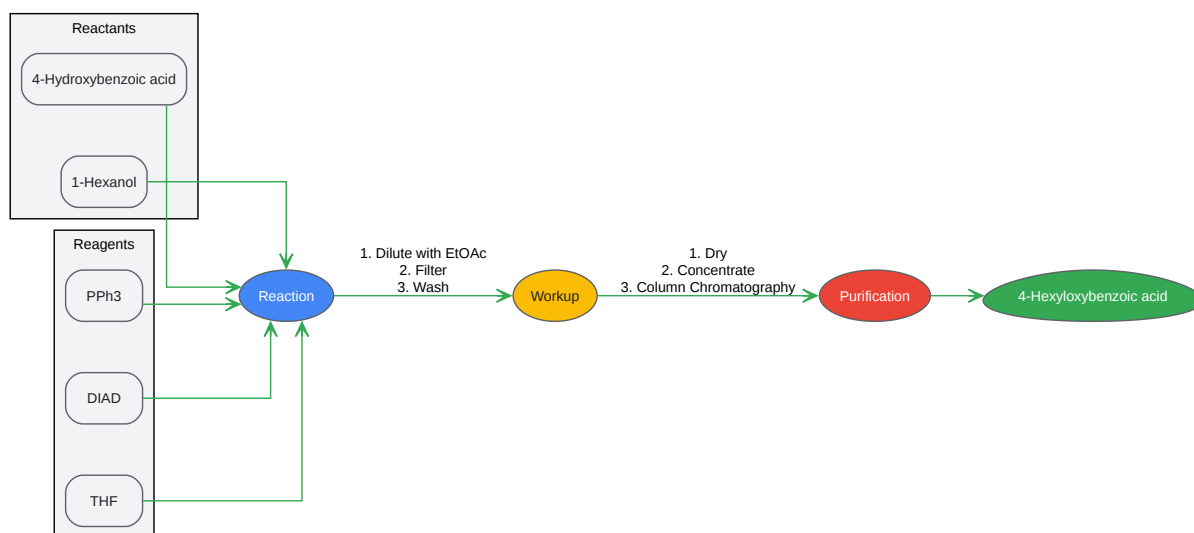 Reactants
4-Hydroxybenzoic acid
1-Hexanol
Reagents
PPh3
DIAD
THF
Reaction
1. Dilute with EtOAc
2. Filter
3. Wash
Workup
1. Dry
2. Concentrate
3. Column Chromatography
Purification
4-Hexyloxybenzoic acid